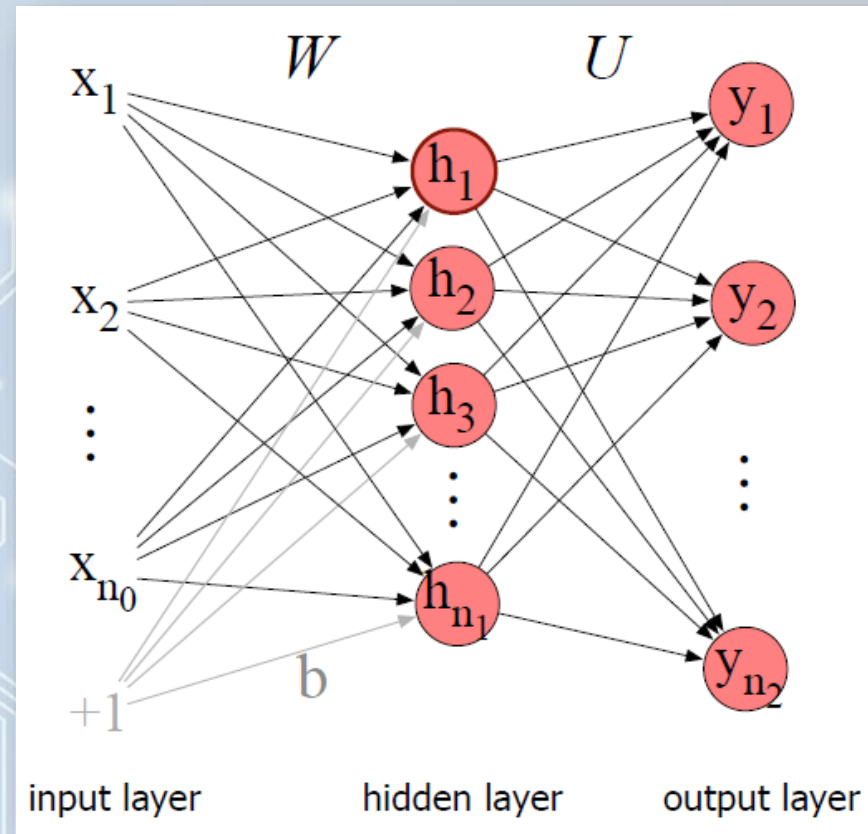 W U
x1 h1 y1
x2 h2 y2
⋮ h3
⋮ ⋮
xn0 hn1 yn2
+1 b
input layer hidden layer output layer